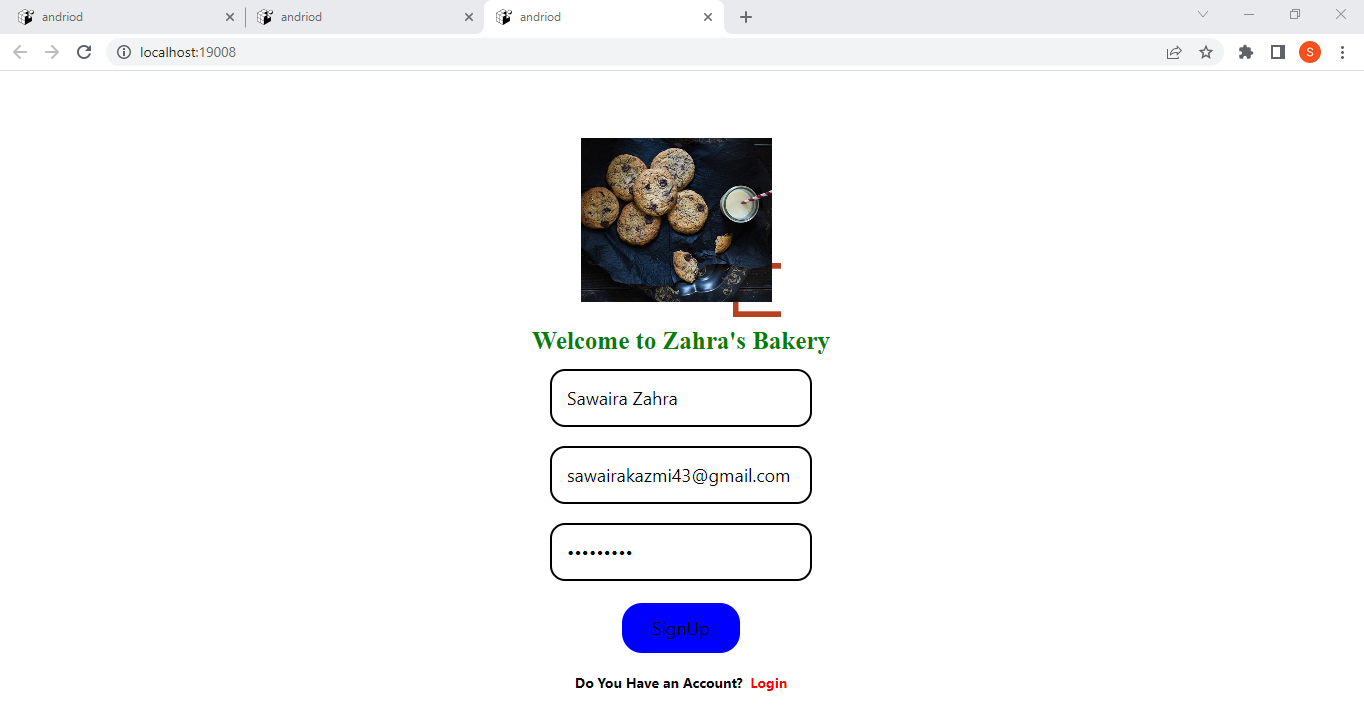 andriod
andriod
andriod
localhost:19008
S
Welcome to Zahra's Bakery
Sawaira Zahra
sawairakazmi43@gmail.com
•••••••••
SignUp
Do You Have an Account? Login